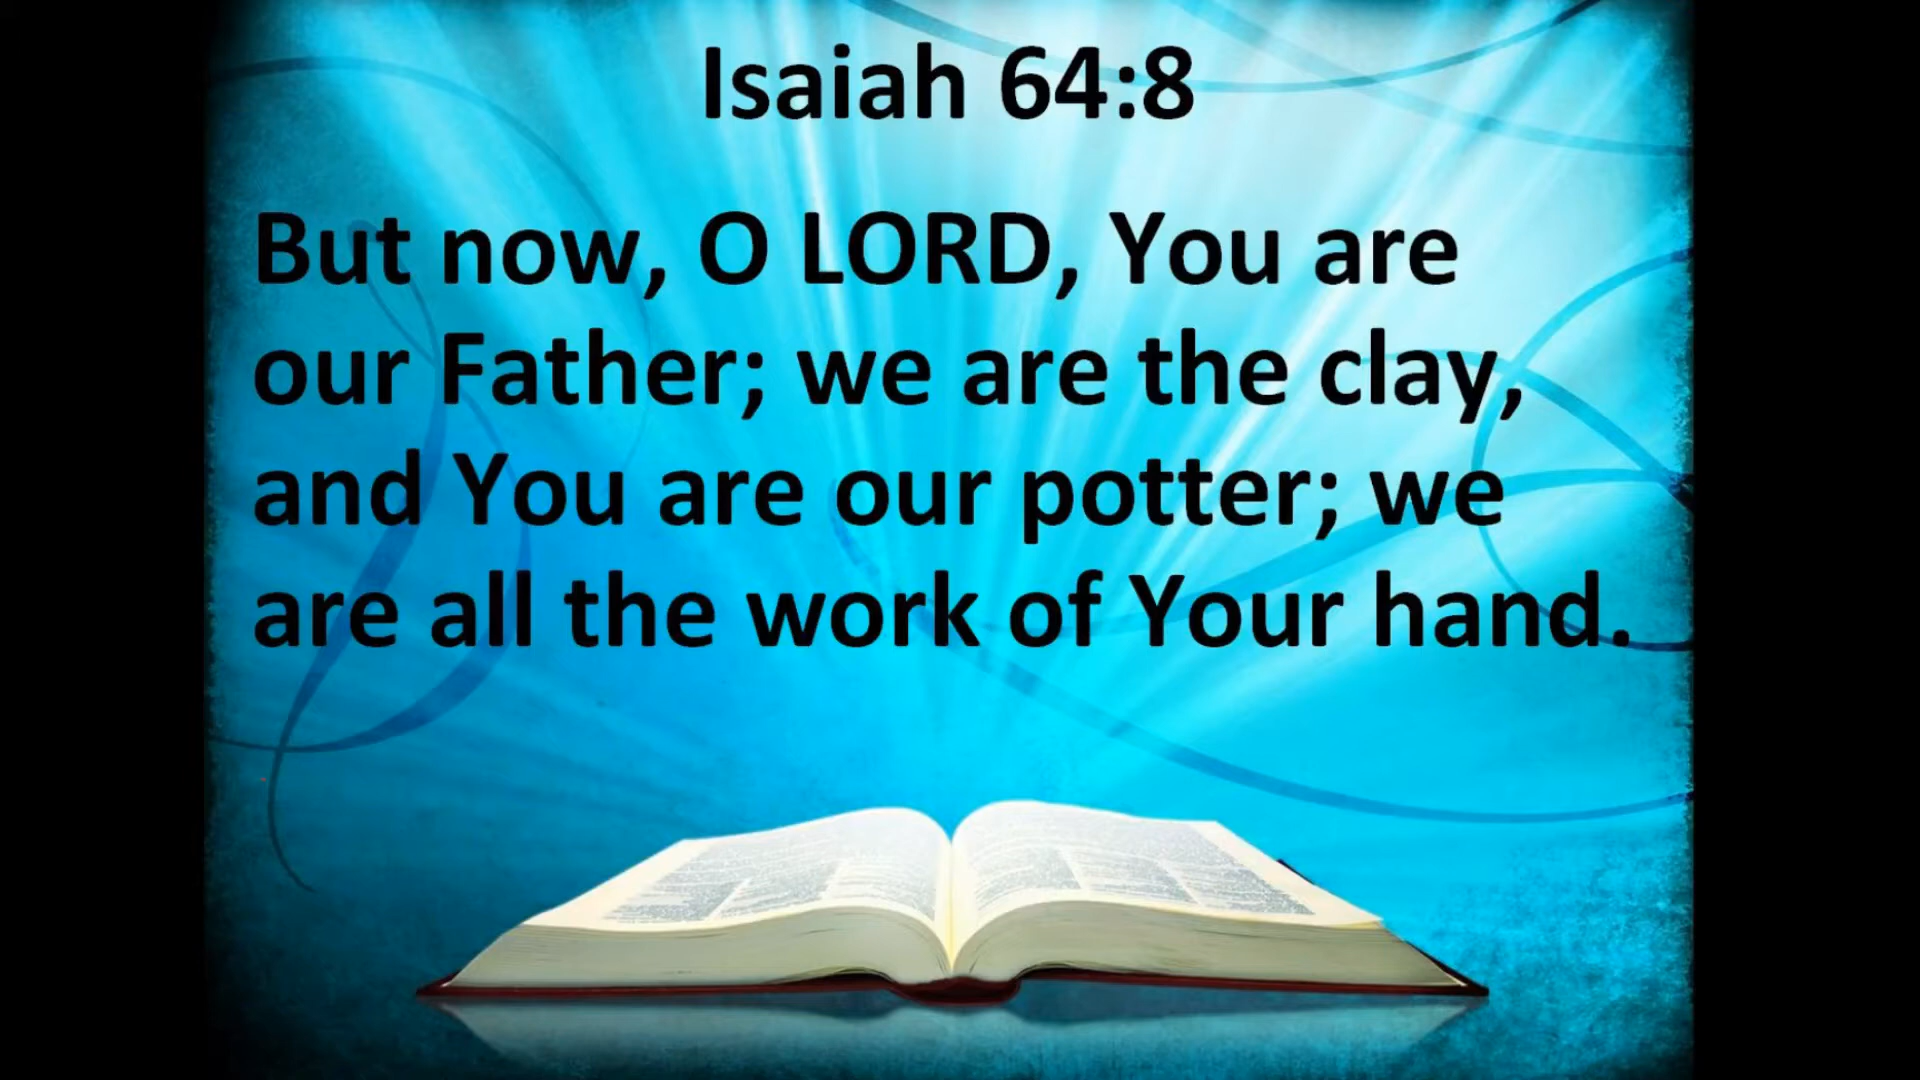 Isaiah 64:8
But now, O LORD, You are
our Father; we are the clay,
and You are our potter; we
are all the work of Your hand.